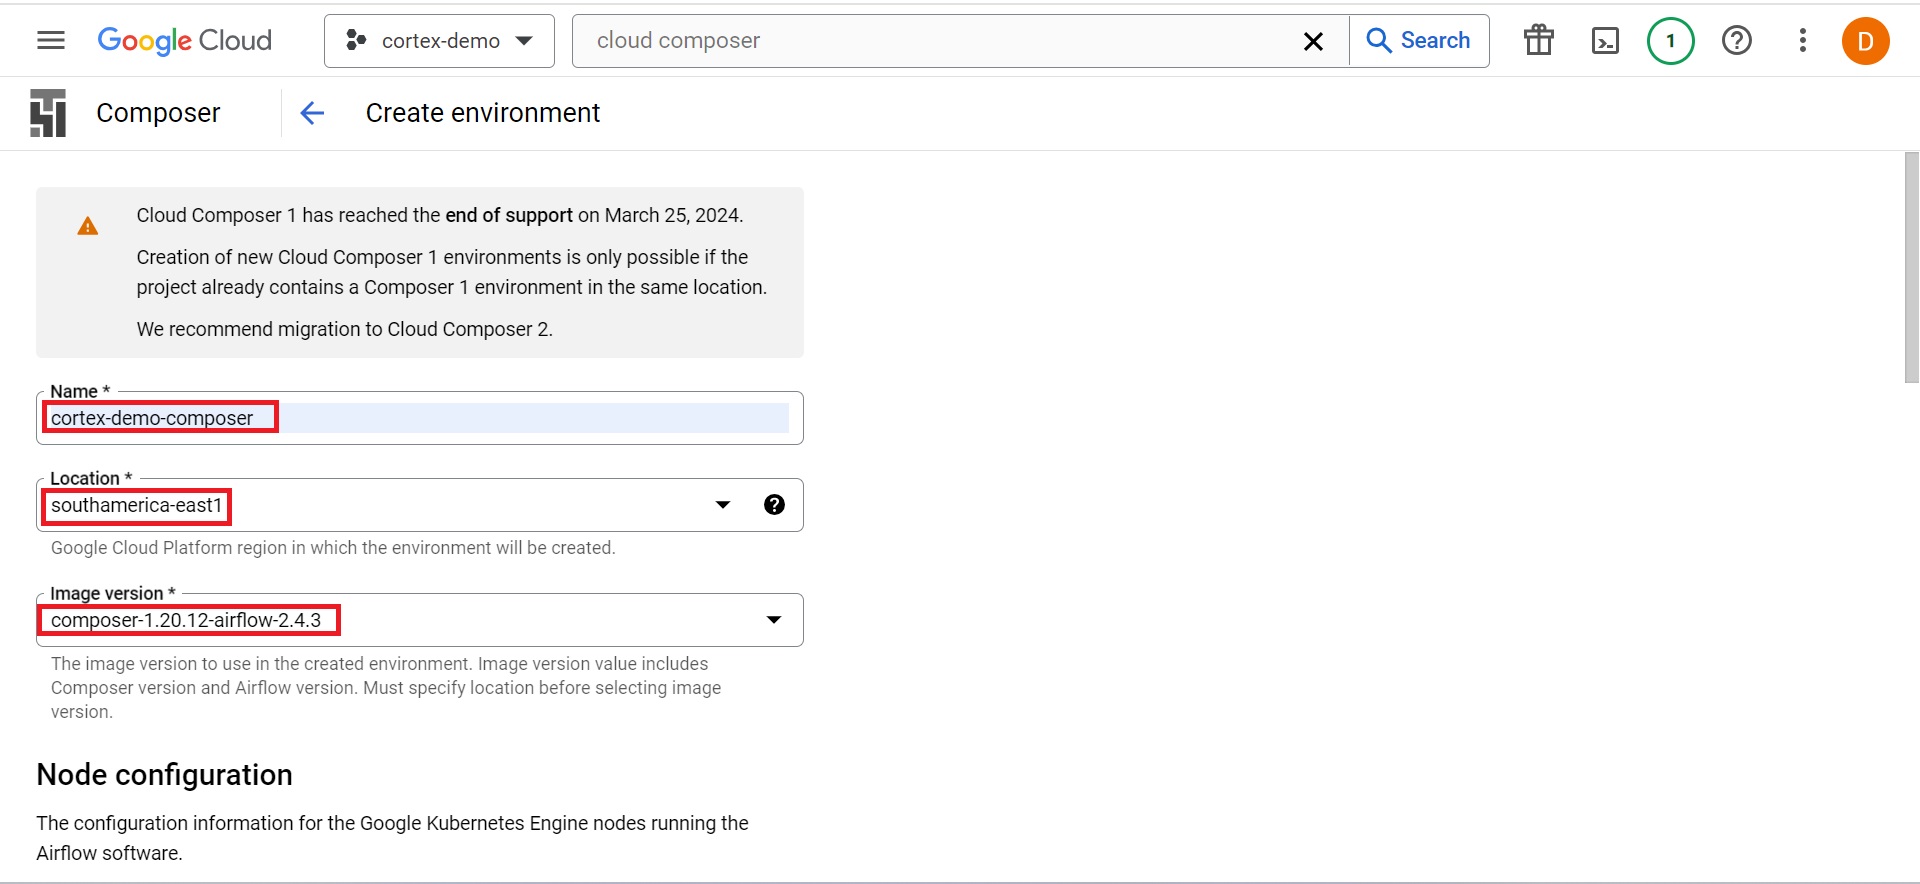 Google Cloud
cortex-demo
cloud composer
Search
1
D
Composer
Create environment
Cloud Composer 1 has reached the end of support on March 25, 2024.
Creation of new Cloud Composer 1 environments is only possible if the
project already contains a Composer 1 environment in the same location.
We recommend migration to Cloud Composer 2.
Name *
cortex-demo-composer
Location *
southamerica-east1
Google Cloud Platform region in which the environment will be created.
Image version *
composer-1.20.12-airflow-2.4.3
The image version to use in the created environment. Image version value includes
Composer version and Airflow version. Must specify location before selecting image
version.
Node configuration
The configuration information for the Google Kubernetes Engine nodes running the
Airflow software.